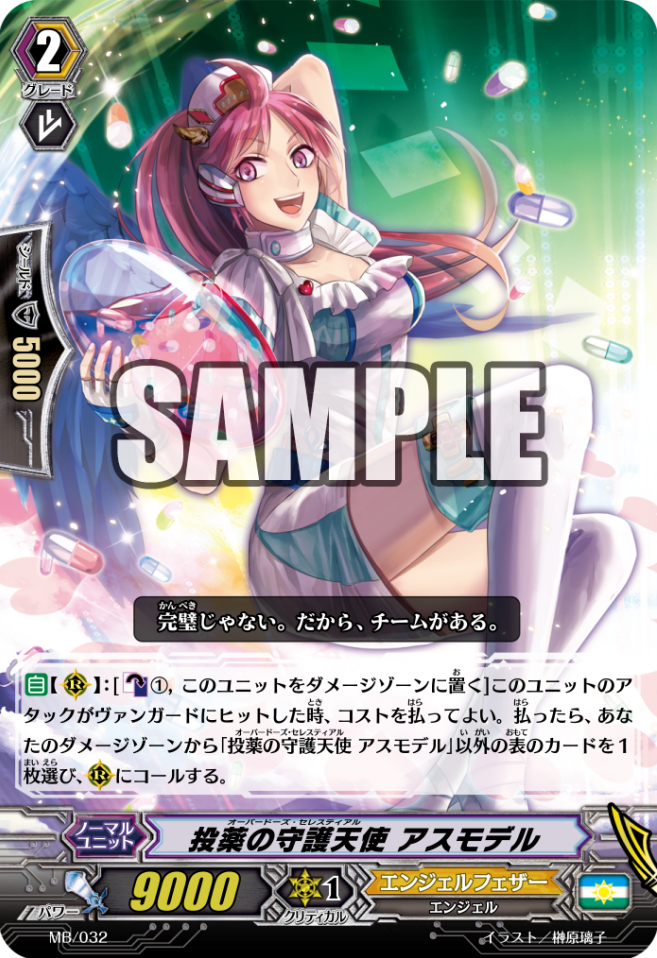 2
グレード
シールド
5000
SAMPLE
かんぺき
完璧じゃない。だから、チームがある。
自【R】:[①, このユニットをダメージゾーンに置く]このユニットのア
タックがヴァンガードにヒットした時、コストを払ってよい。払ったら、あな
たのダメージゾーンから「投薬の守護天使 アスモデル」以外の表のカードを1
枚選び、Rにコールする。
オーバードーズ・セレスティアル
ノーマル
ユニット
投薬の守護天使 アスモデル
パワー
9000
1
クリティカル
エンジェルフェザー
エンジェル
MB/032
イラスト/榊原璃子